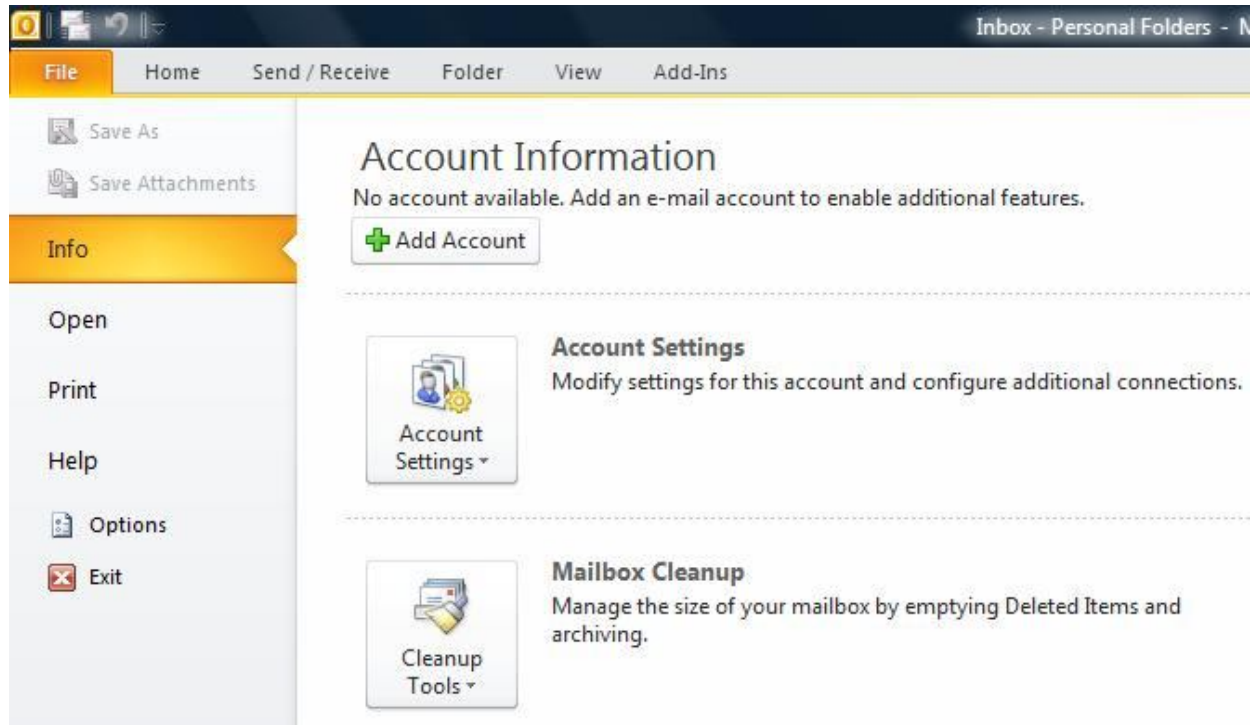 Inbox - Personal Folders -
File Home Send / Receive Folder View Add-Ins
Save As
Save Attachments
Info
Open
Print
Help
Options
Exit
Account Information
No account available. Add an e-mail account to enable additional features.
Add Account
Account
Settings
Account Settings
Modify settings for this account and configure additional connections.
Cleanup
Tools
Mailbox Cleanup
Manage the size of your mailbox by emptying Deleted Items and
archiving.